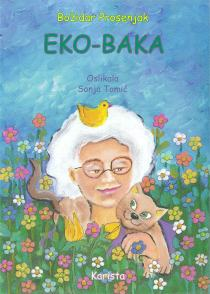 Božidar Prosenjak
EKO-BAKA
Oslikala
Sonja Tomić
Karista